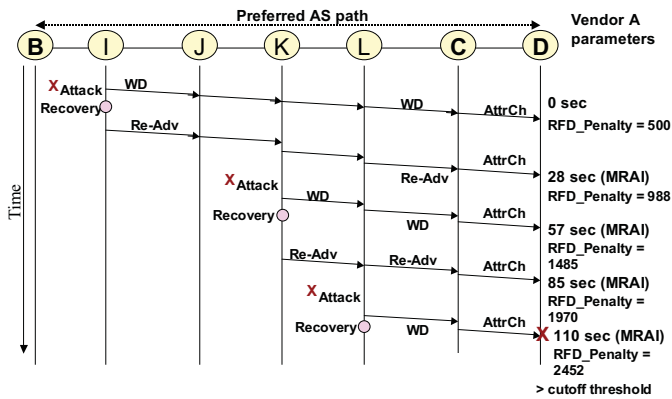 Preferred AS path
Vendor A
parameters
B I J K L C D
X Attack
WD
WD
AttrCh
0 sec
Recovery
RFD_Penalty = 500
Re-Adv
AttrCh
Re-Adv
28 sec (MRAI)
X Attack
RFD_Penalty = 988
WD
Recovery
WD
AttrCh
57 sec (MRAI)
RFD_Penalty =
1485
Time
Re-Adv
Re-Adv
AttrCh
85 sec (MRAI)
X Attack
RFD_Penalty =
1970
Recovery
WD
AttrCh
X 110 sec (MRAI)
RFD_Penalty =
2452
> cutoff threshold